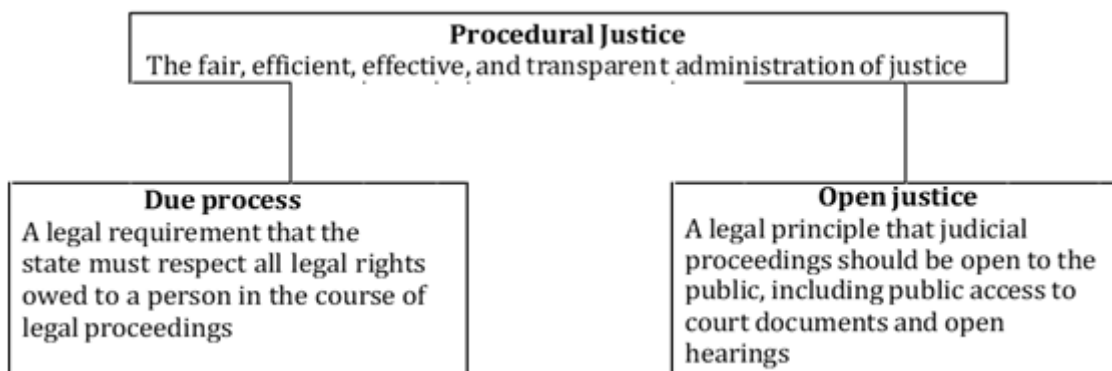 Procedural Justice
The fair, efficient, effective, and transparent administration of justice
Due process
A legal requirement that the
state must respect all legal rights
owed to a person in the course of
legal proceedings
Open justice
A legal principle that judicial
proceedings should be open to the
public, including public access to
court documents and open
hearings